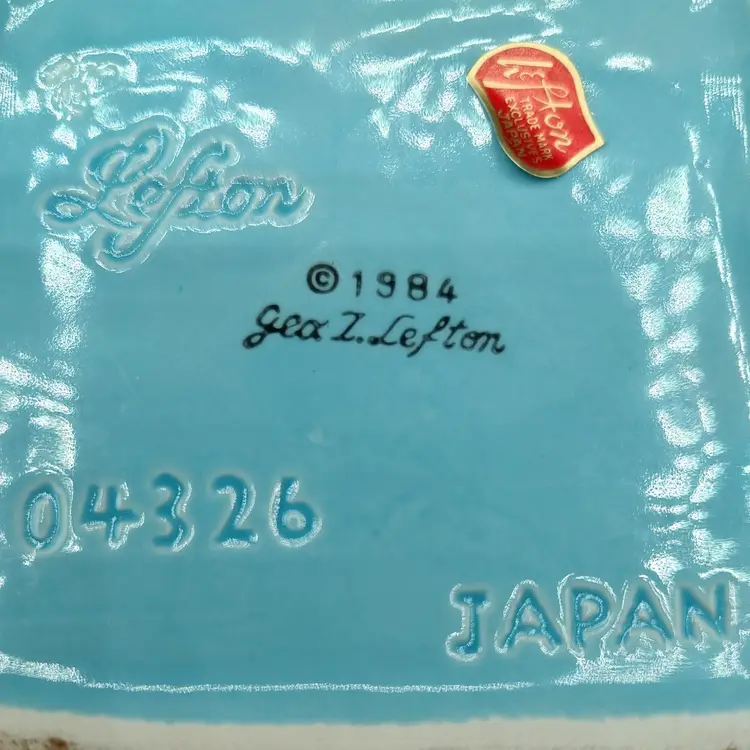 Lefton
TRADE MARK
EXCLUSIVES
JAPAN
Lefton
© 1984
Geo Z. Lefton
04326
JAPAN